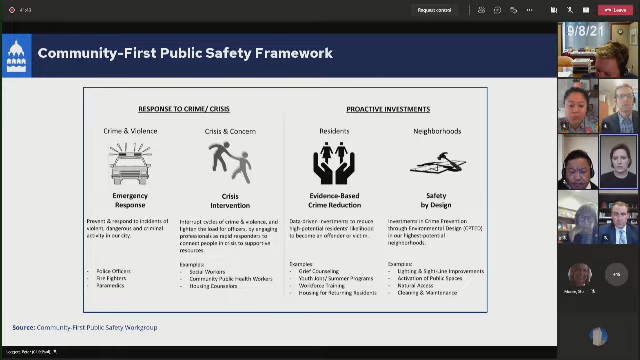 41:43
Request control
Leave
9/8/21
Community-First Public Safety Framework
RESPONSE TO CRIME/ CRISIS
PROACTIVE INVESTMENTS
Crime & Violence
Crisis & Concern
Residents
Neighborhoods
Emergency
Response
Crisis
Intervention
Evidence-Based
Crime Reduction
Safety
by Design
Prevent & respond to incidents of
violent, dangerous and criminal
activity in our city.
- Police Officers
- Fire Fighters
- Paramedics
Interrupt cycles of crime & violence, and
lighten the load for officers, by engaging
professionals as rapid responders to
connect people in crisis to supportive
resources.
Examples:
- Social Workers
- Community Public Health Workers
- Housing Counselors
Data-driven investments to reduce
high potential residents' likelihood
to become an offender or victim.
Examples:
- Grief Counseling
- Youth Jobs/ Summer Programs
- Workforce Training
- Housing for Returning Residents
Investments in Crime Prevention
through Environmental Design (CPTED)
in our highest-potential
neighborhoods.
Examples:
- Lighting & Sight-Line Improvements
- Activation of Public Spaces
- Natural Access
- Cleaning & Maintenance
Source: Community-First Public Safety Workgroup